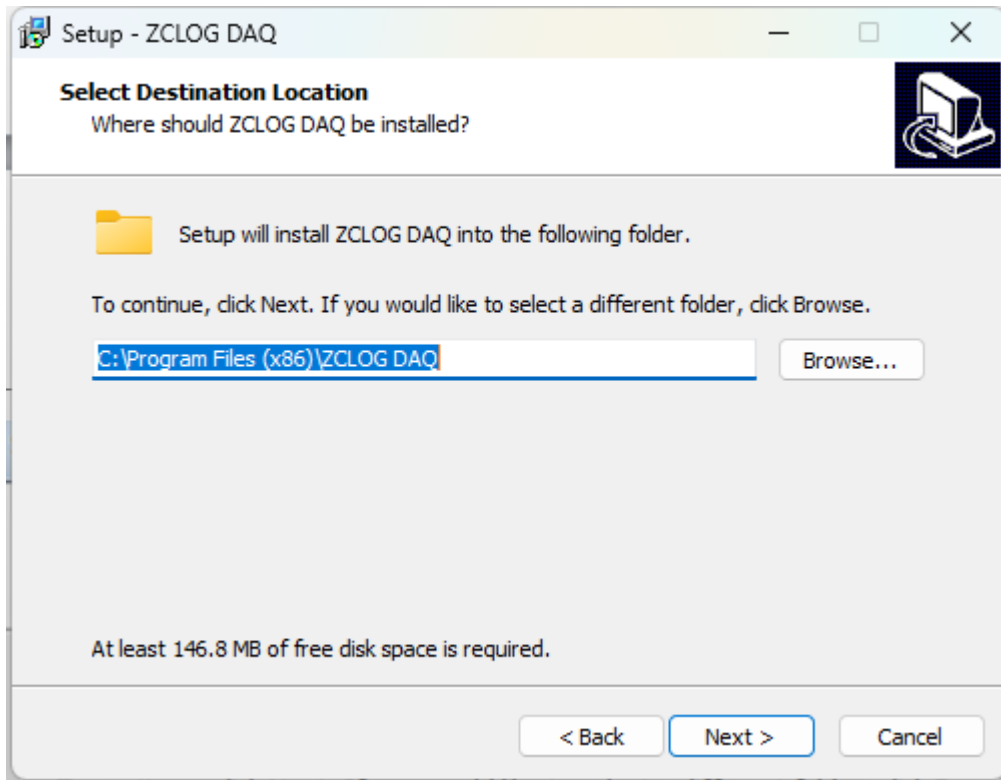 Setup - ZCLOG DAQ
Select Destination Location
Where should ZCLOG DAQ be installed?
Setup will install ZCLOG DAQ into the following folder.
To continue, click Next. If you would like to select a different folder, click Browse.
C:\Program Files (x86)\ZCLOG DAQ
Browse...
At least 146.8 MB of free disk space is required.
< Back
Next >
Cancel